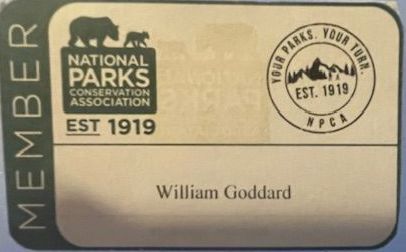 MEMBER
NATIONAL
PARKS
CONSERVATION
ASSOCIATION
EST 1919
YOUR PARKS. YOUR TURN.
EST. 1919
NPCA
William Goddard